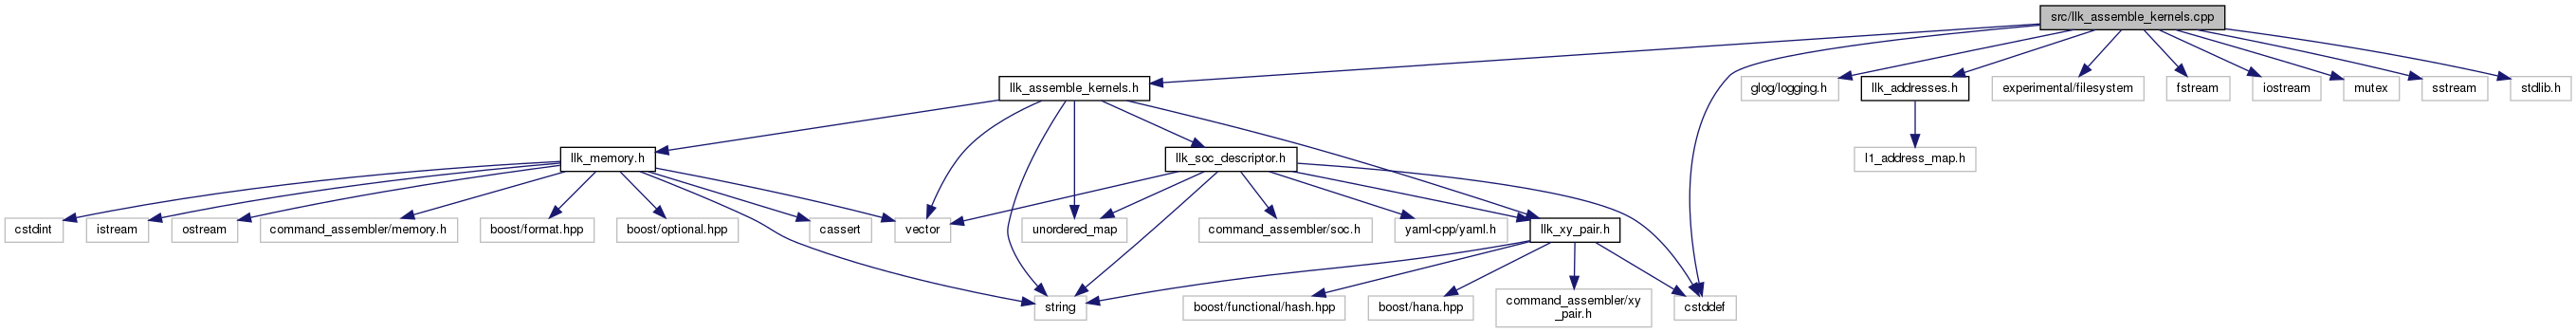 src/llk_assemble_kernels.cpp
llk_assemble_kernels.h
glog/logging.h
llk_addresses.h
experimental/filesystem
fstream
iostream
mutex
sstream
stdlib.h
llk_memory.h
llk_soc_descriptor.h
l1_address_map.h
cstdint
istream
ostream
command_assembler/memory.h
boost/format.hpp
boost/optional.hpp
cassert
vector
unordered_map
command_assembler/soc.h
yaml-cpp/yaml.h
llk_xy_pair.h
string
boost/functional/hash.hpp
boost/hana.hpp
command_assembler/xy
_pair.h
cstddef